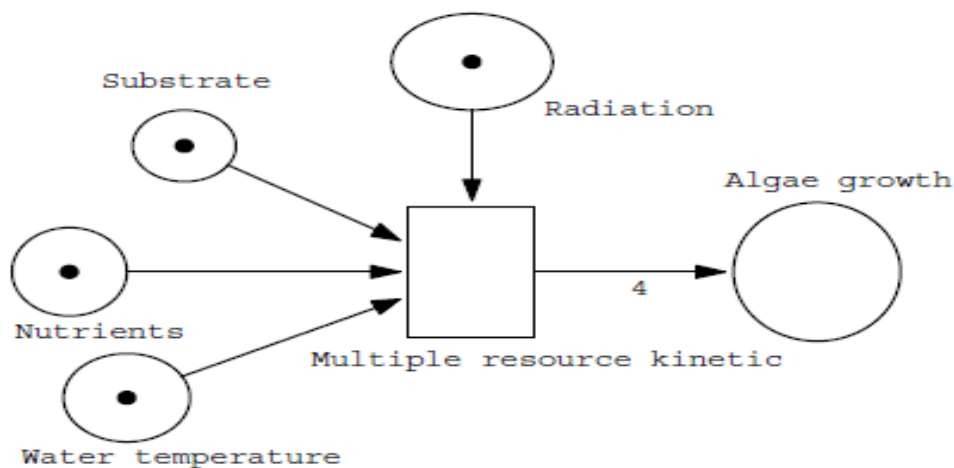 Substrate
Radiation
Algae growth
4
Nutrients
Multiple resource kinetic
Water temperature